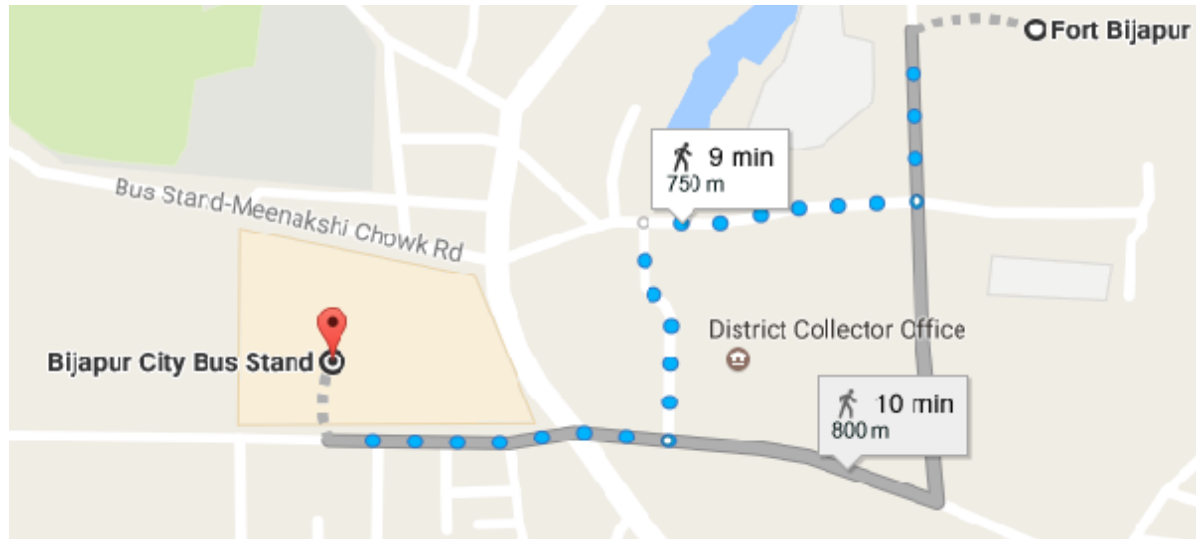 Fort Bijapur
9 min
750 m
Bus Stand-Meenakshi Chowk Rd
District Collector Office
Bijapur City Bus Stand
10 min
800 m